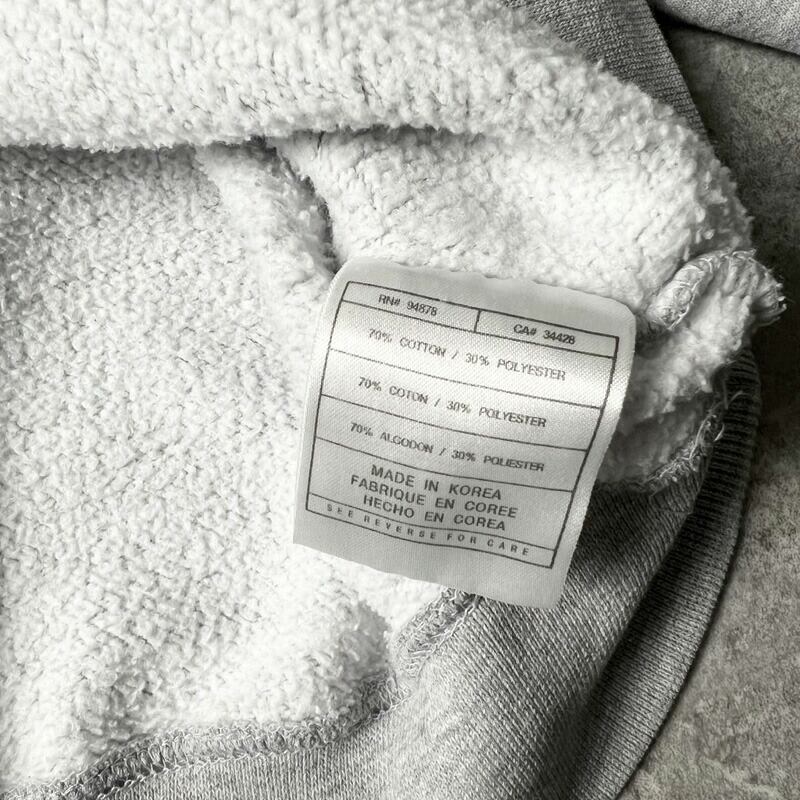 RN# 94878 CA# 34428
70% COTTON / 30% POLYESTER
70% COTON / 30% POLYESTER
70% ALGODON / 30% POLIESTER
MADE IN KOREA
FABRIQUE EN COREE
HECHO EN COREA
SEE REVERSE FOR CARE